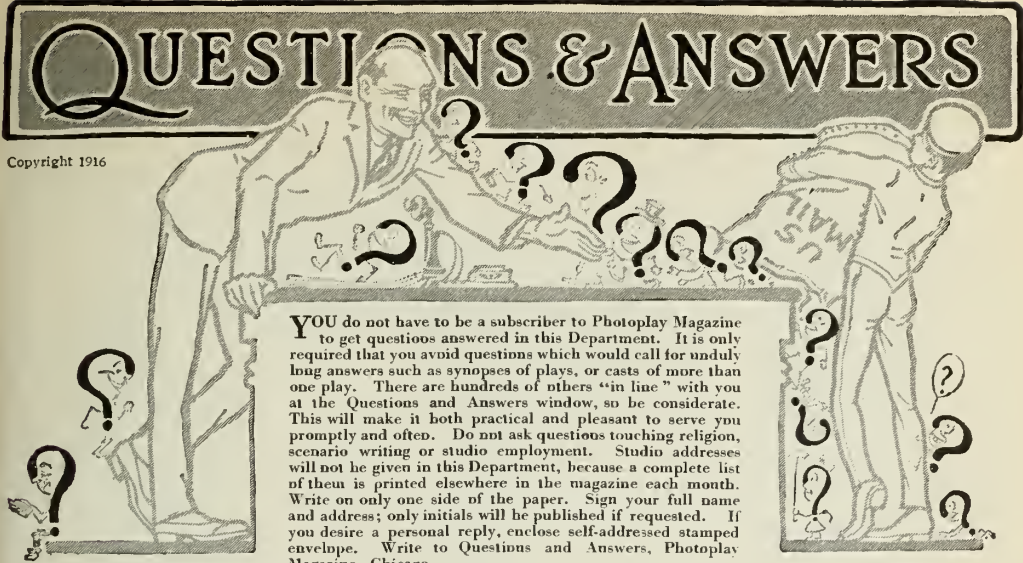 QUESTIONS & ANSWERS
Copyright 1916
U.S. MAIL
YOU do not have to be a subscriber to Photoplay Magazine
to get questions answered in this Department. It is only
required that you avoid questions which would call for unduly
long answers such as synopses of plays, or casts of more than
one play. There are hundreds of others “in line” with you
at the Questions and Answers window, so be considerate.
This will make it both practical and pleasant to serve you
promptly and often. Do not ask questions touching religion,
scenario writing or studio employment. Studio addresses
will not be given in this Department, because a complete list
of them is printed elsewhere in the magazine each month.
Write on only one side of the paper. Sign your full name
and address; only initials will be published if requested. If
you desire a personal reply, enclose self-addressed stamped
envelope. Write to Questions and Answers, Photoplay
Magazine, Chicago.